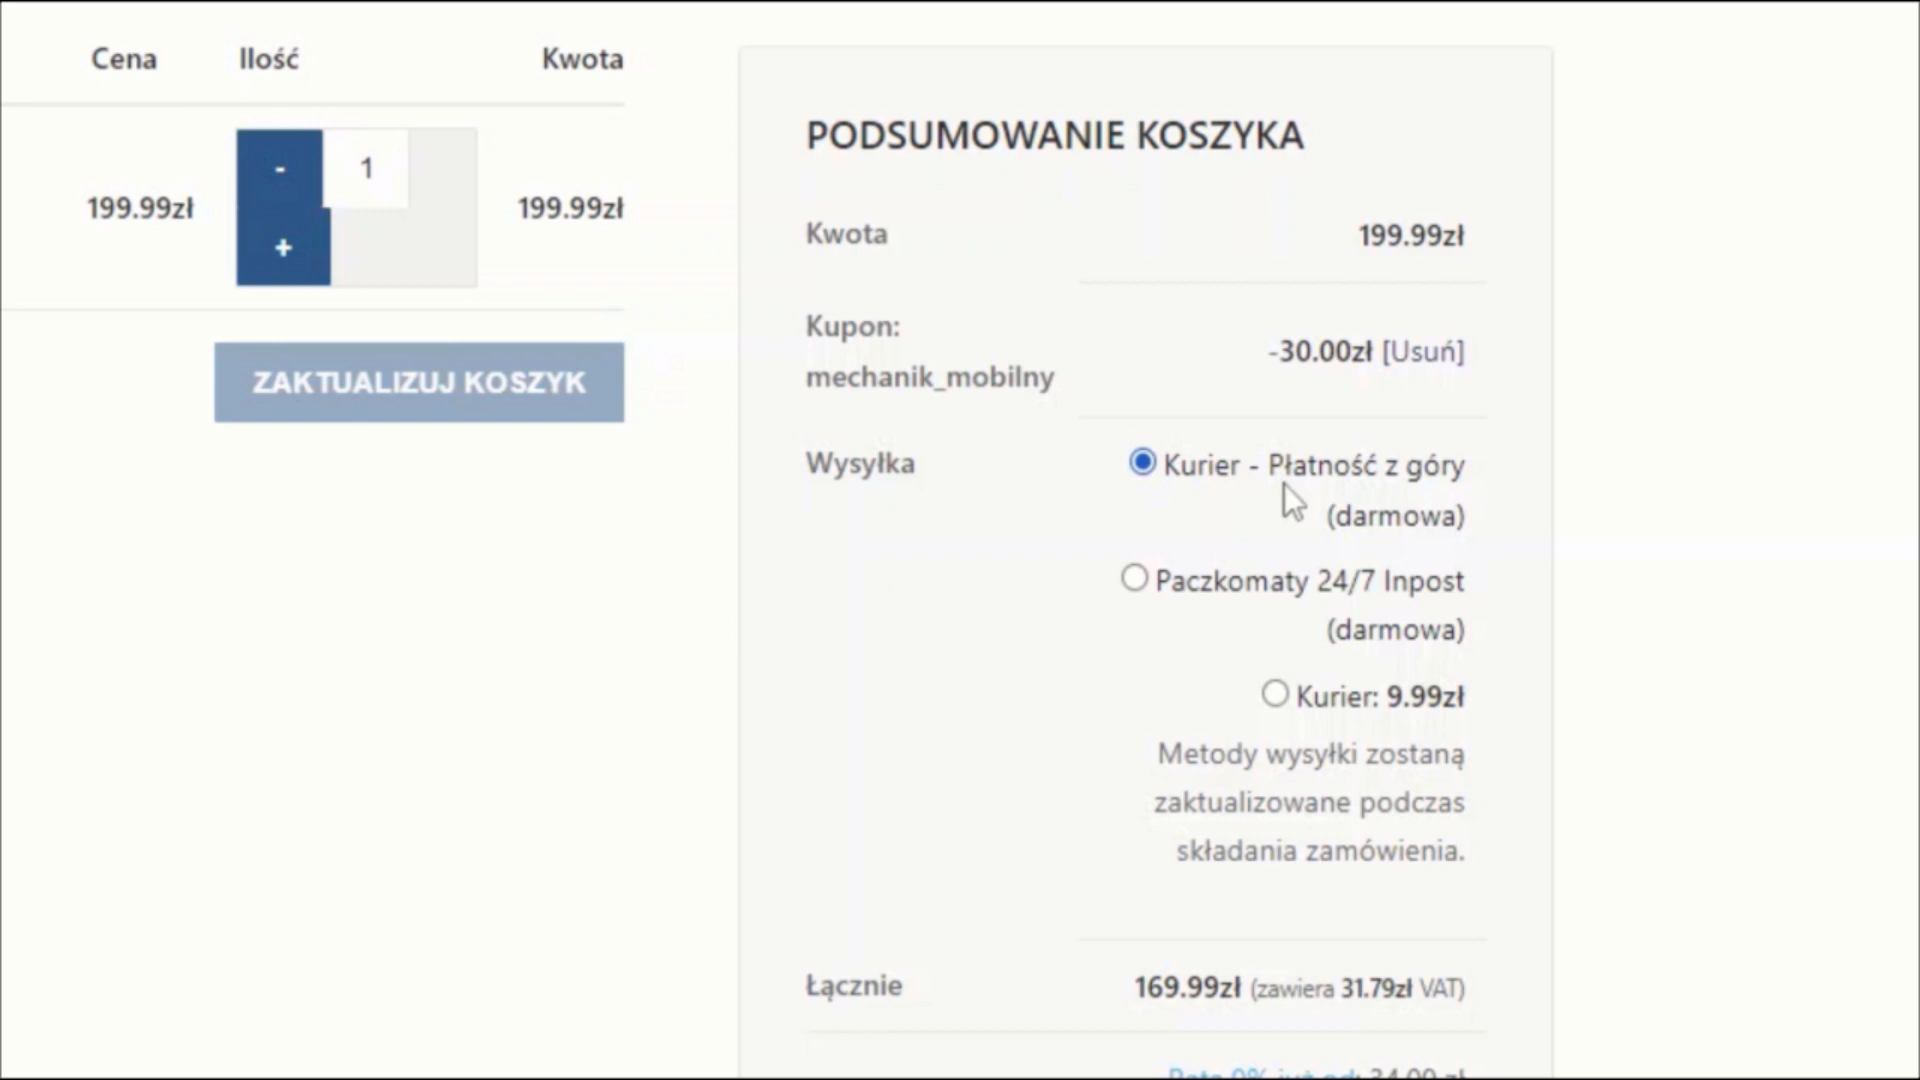 Cena Ilość Kwota
199.99zł - 1 + 199.99zł
ZAKTUALIZUJ KOSZYK
PODSUMOWANIE KOSZYKA
Kwota 199.99zł
Kupon:
mechanik_mobilny -30.00zł [Usuń]
Wysyłka Kurier - Płatność z góry
(darmowa)
Paczkomaty 24/7 Inpost
(darmowa)
Kurier: 9.99zł
Metody wysyłki zostaną
zaktualizowane podczas
składania zamówienia.
Łącznie 169.99zł (zawiera 31.79zł VAT)